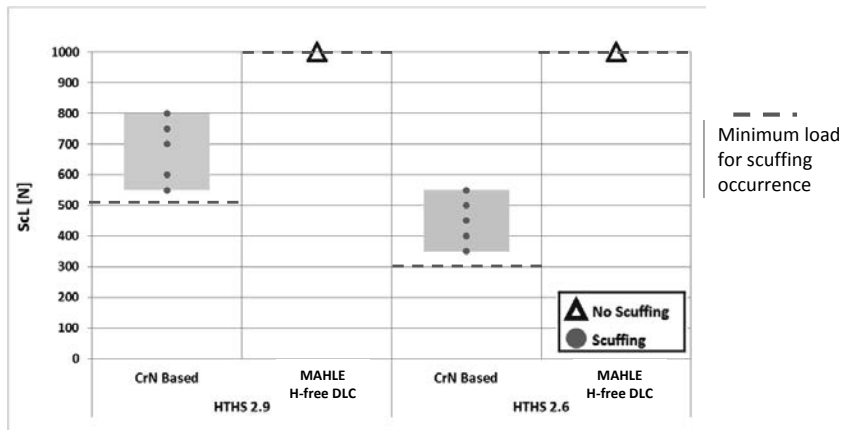 1000
900
800
700
600
500
400
300
200
100
0
ScL [N]
CrN Based
MAHLE
H-free DLC
CrN Based
MAHLE
H-free DLC
HTHS 2.9
HTHS 2.6
No Scuffing
Scuffing
Minimum load
for scuffing
occurrence